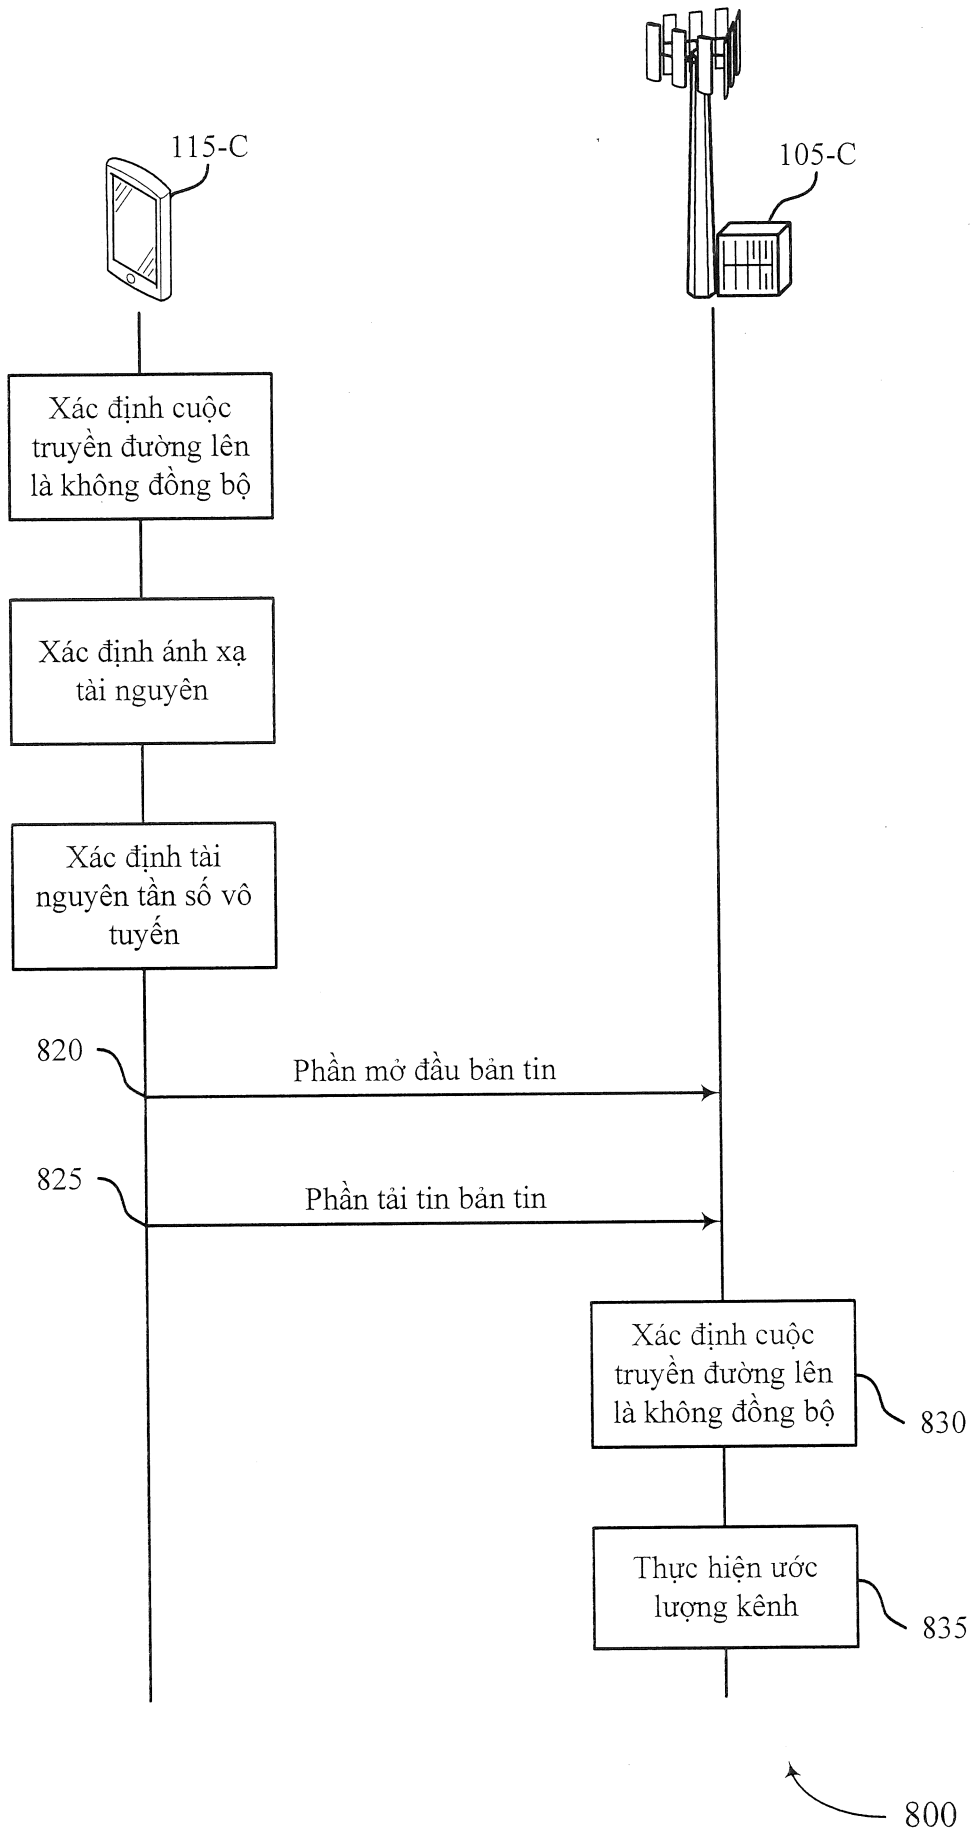 115-C
105-C
Xác định cuộc
truyền đường lên
là không đồng bộ
Xác định ánh xạ
tài nguyên
Xác định tài
nguyên tần số vô
tuyến
820
Phần mở đầu bản tin
825
Phần tải tin bản tin
Xác định cuộc
truyền đường lên
là không đồng bộ
830
Thực hiện ước
lượng kênh
835
800